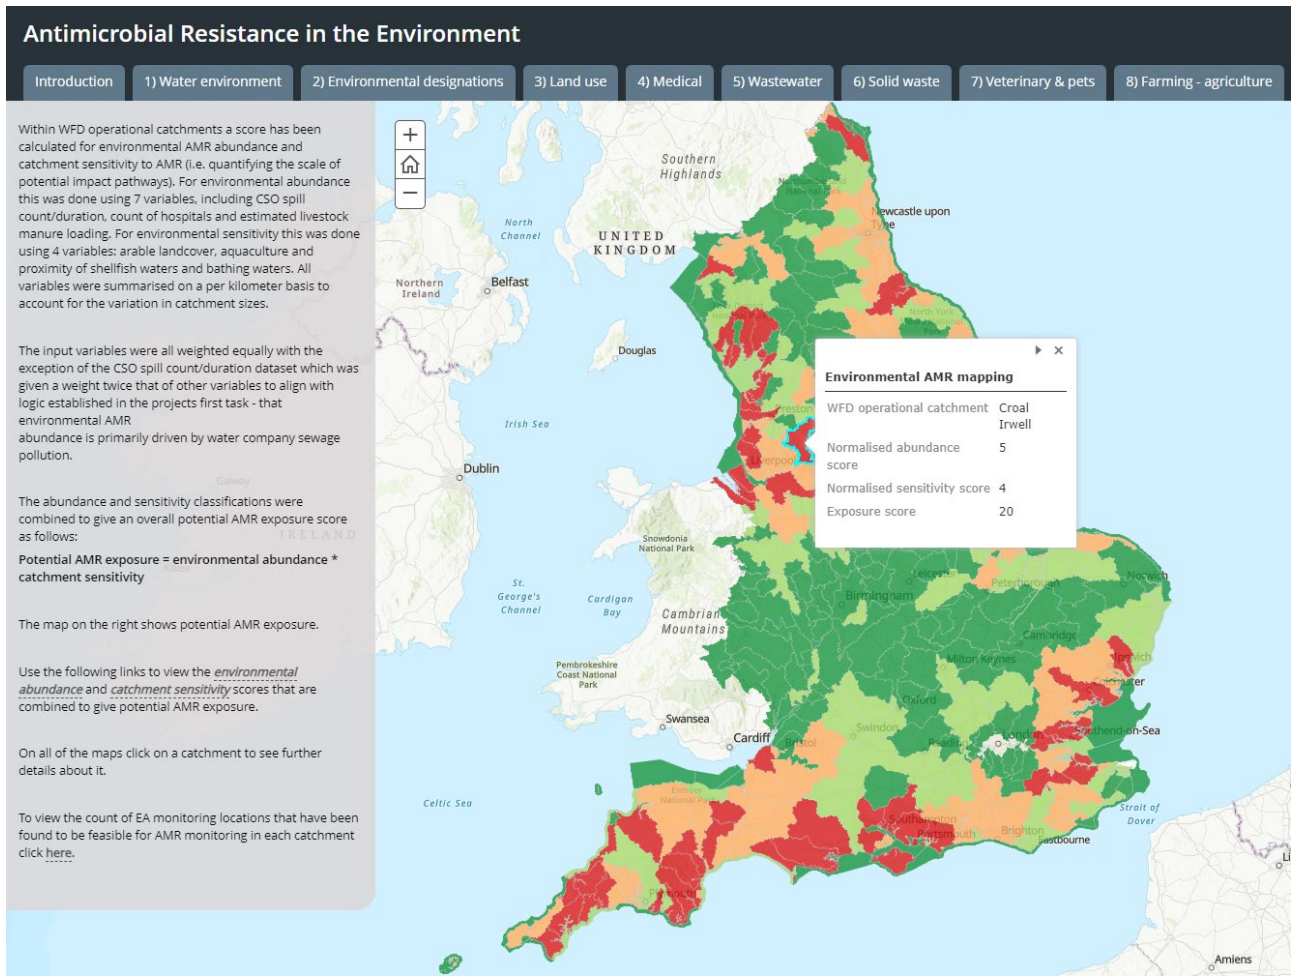 Antimicrobial Resistance in the Environment
Introduction
1) Water environment
2) Environmental designations
3) Land use
4) Medical
5) Wastewater
6) Solid waste
7) Veterinary & pets
8) Farming - agriculture
Within WFD operational catchments a score has been
calculated for environmental AMR abundance and
catchment sensitivity to AMR (i.e. quantifying the scale of
potential impact pathways). For environmental abundance
this was done using 7 variables, including CSO spill
count/duration, count of hospitals and estimated livestock
manure loading. For environmental sensitivity this was done
using 4 variables: arable landcover, aquaculture and
proximity of shellfish waters and bathing waters. All
variables were summarised on a per kilometer basis to
account for the variation in catchment sizes.
The input variables were all weighted equally with the
exception of the CSO spill count/duration dataset which was
given a weight twice that of other variables to align with
logic established in the projects first task - that
environmental AMR
abundance is primarily driven by water company sewage
pollution.
Galway
The abundance and sensitivity classifications were
combined to give an overall potential AMR exposure score
as follows:
IRELAND
Potential AMR exposure = environmental abundance *
catchment sensitivity
The map on the right shows potential AMR exposure.
Use the following links to view the environmental
abundance and catchment sensitivity scores that are
combined to give potential AMR exposure.
On all of the maps click on a catchment to see further
details about it.
To view the count of EA monitoring locations that have been
found to be feasible for AMR monitoring in each catchment
click here.
+
−
Southern
Highlands
North
Channel
UNITED
KINGDOM
Newcastle upon
Tyne
Northern
Ireland
Belfast
North York
Douglas
Irish Sea
Dublin
Preston
Liverpool
Environmental AMR mapping
WFD operational catchment Croal
Irwell
Normalised abundance
score 5
Normalised sensitivity score 4
Exposure score 20
Snowdonia
National Park
St.
George's
Channel
Cardigan
Bay
Cambrian
Mountains
Leicester
Peterborough
Norwich
Birmingham
Cambridge
Milton Keynes
Ipswich
Colchester
Pembrokeshire
Coast National
Park
Swansea
Cardiff
Bristol
Swindon
Oxford
Reading
London
Southend-on-Sea
Celtic Sea
Exmoor
National Park
Southampton
Portsmouth
Brighton
Eastbourne
Strait of
Dover
Plymouth
Li
Amiens